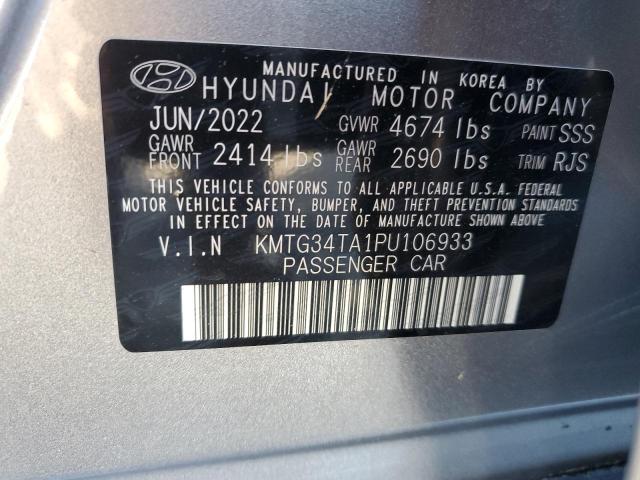 MANUFACTURED IN KOREA BY
HYUNDAI MOTOR COMPANY
JUN/2022 GVWR 4674 lbs PAINT SSS
GAWR FRONT 2414 lbs GAWR REAR 2690 lbs TRIM RJS
THIS VEHICLE CONFORMS TO ALL APPLICABLE U.S.A. FEDERAL
MOTOR VEHICLE SAFETY, BUMPER, AND THEFT PREVENTION STANDARDS
IN EFFECT ON THE DATE OF MANUFACTURE SHOWN ABOVE
V.I.N KMTG34TA1PU106933
PASSENGER CAR